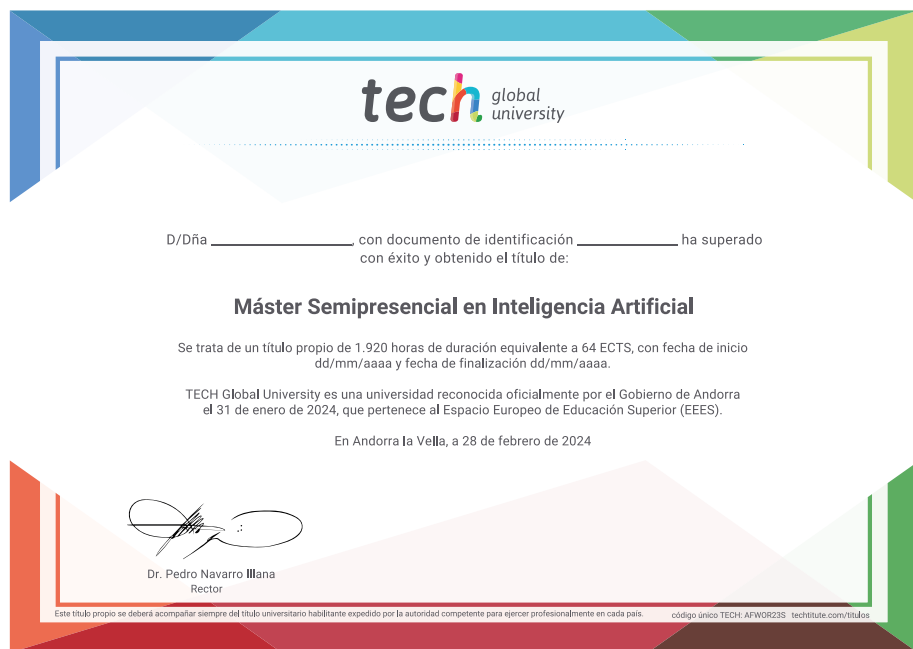 tech global
university
D/Dña ____________________, con documento de identificación ______________ ha superado
con éxito y obtenido el título de:
Máster Semipresencial en Inteligencia Artificial
Se trata de un título propio de 1.920 horas de duración equivalente a 64 ECTS, con fecha de inicio
dd/mm/aaaa y fecha de finalización dd/mm/aaaa.
TECH Global University es una universidad reconocida oficialmente por el Gobierno de Andorra
el 31 de enero de 2024, que pertenece al Espacio Europeo de Educación Superior (EEES).
En Andorra la Vella, a 28 de febrero de 2024
Dr. Pedro Navarro Illana
Rector
Este título propio se deberá acompañar siempre del título universitario habilitante expedido por la autoridad competente para ejercer profesionalmente en cada país.
código único TECH: AFWOR23S techtitute.com/titulos